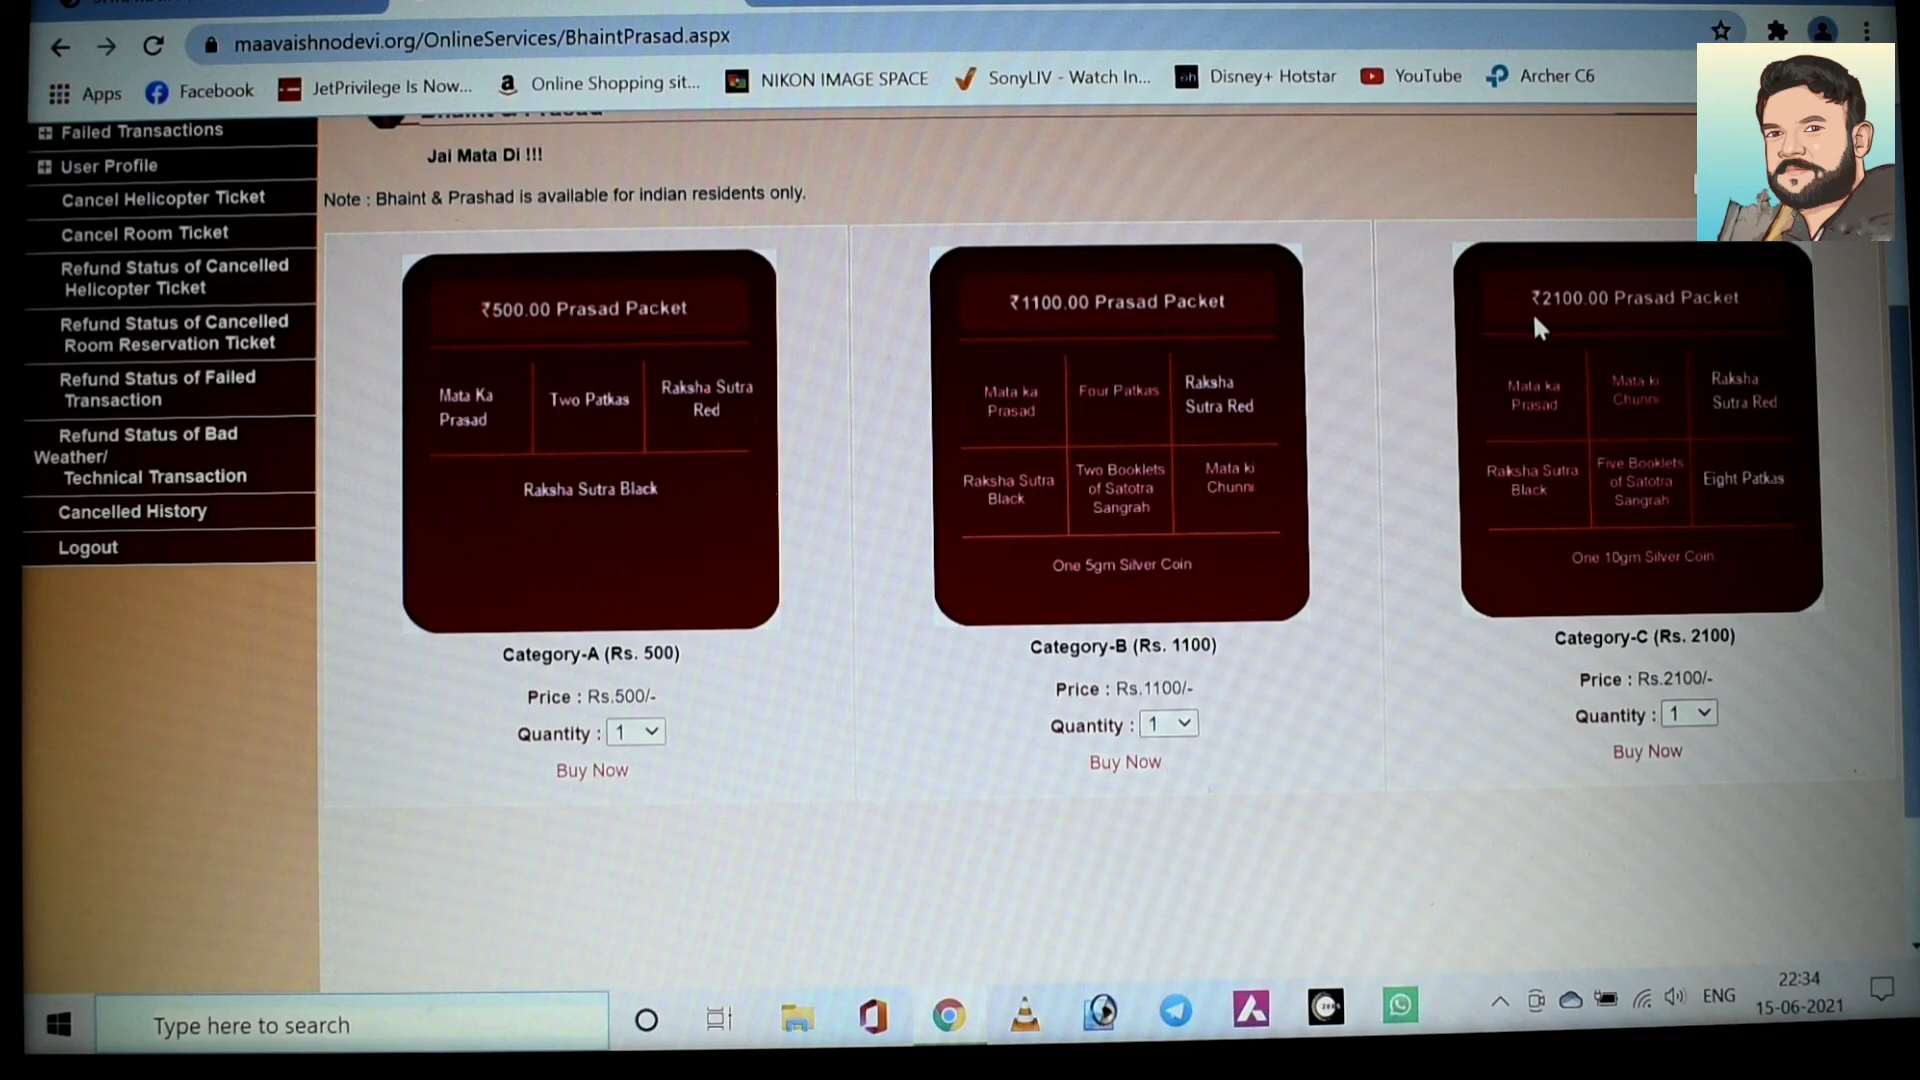 maavaishnodevi.org/OnlineServices/BhaintPrasad.aspx
Apps
Facebook
JetPrivilege Is Now...
Online Shopping sit...
NIKON IMAGE SPACE
SonyLIV - Watch In...
Disney+ Hotstar
YouTube
Archer C6
Failed Transactions
User Profile
Cancel Helicopter Ticket
Cancel Room Ticket
Refund Status of Cancelled
Helicopter Ticket
Refund Status of Cancelled
Room Reservation Ticket
Refund Status of Failed
Transaction
Refund Status of Bad
Weather/
Technical Transaction
Cancelled History
Logout
Jai Mata Di !!!
Note : Bhaint & Prashad is available for indian residents only.
₹500.00 Prasad Packet
Mata Ka
Prasad
Two Patkas
Raksha Sutra
Red
Raksha Sutra Black
Category-A (Rs. 500)
Price : Rs.500/-
Quantity : 1
Buy Now
₹1100.00 Prasad Packet
Mata ka
Prasad
Four Patkas
Raksha
Sutra Red
Raksha Sutra
Black
Two Booklets
of Satotra
Sangrah
Mata ki
Chunni
One 5gm Silver Coin
Category-B (Rs. 1100)
Price : Rs.1100/-
Quantity : 1
Buy Now
₹2100.00 Prasad Packet
Mata ka
Prasad
Mata ki
Chunni
Raksha
Sutra Red
Raksha Sutra
Black
Five Booklets
of Satotra
Sangrah
Eight Patkas
One 10gm Silver Coin
Category-C (Rs. 2100)
Price : Rs.2100/-
Quantity : 1
Buy Now
Type here to search
ENG
22:34
15-06-2021